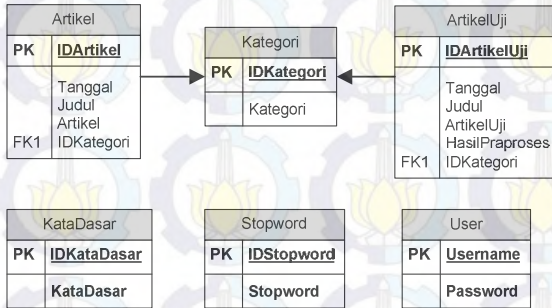 Artikel
PK IDArtikel
Tanggal
Judul
Artikel
FK1 IDKategori
Kategori
PK IDKategori
Kategori
ArtikelUji
PK IDArtikelUji
Tanggal
Judul
ArtikelUji
HasilPraproses
FK1 IDKategori
KataDasar
PK IDKataDasar
KataDasar
Stopword
PK IDStopword
Stopword
User
PK Username
Password